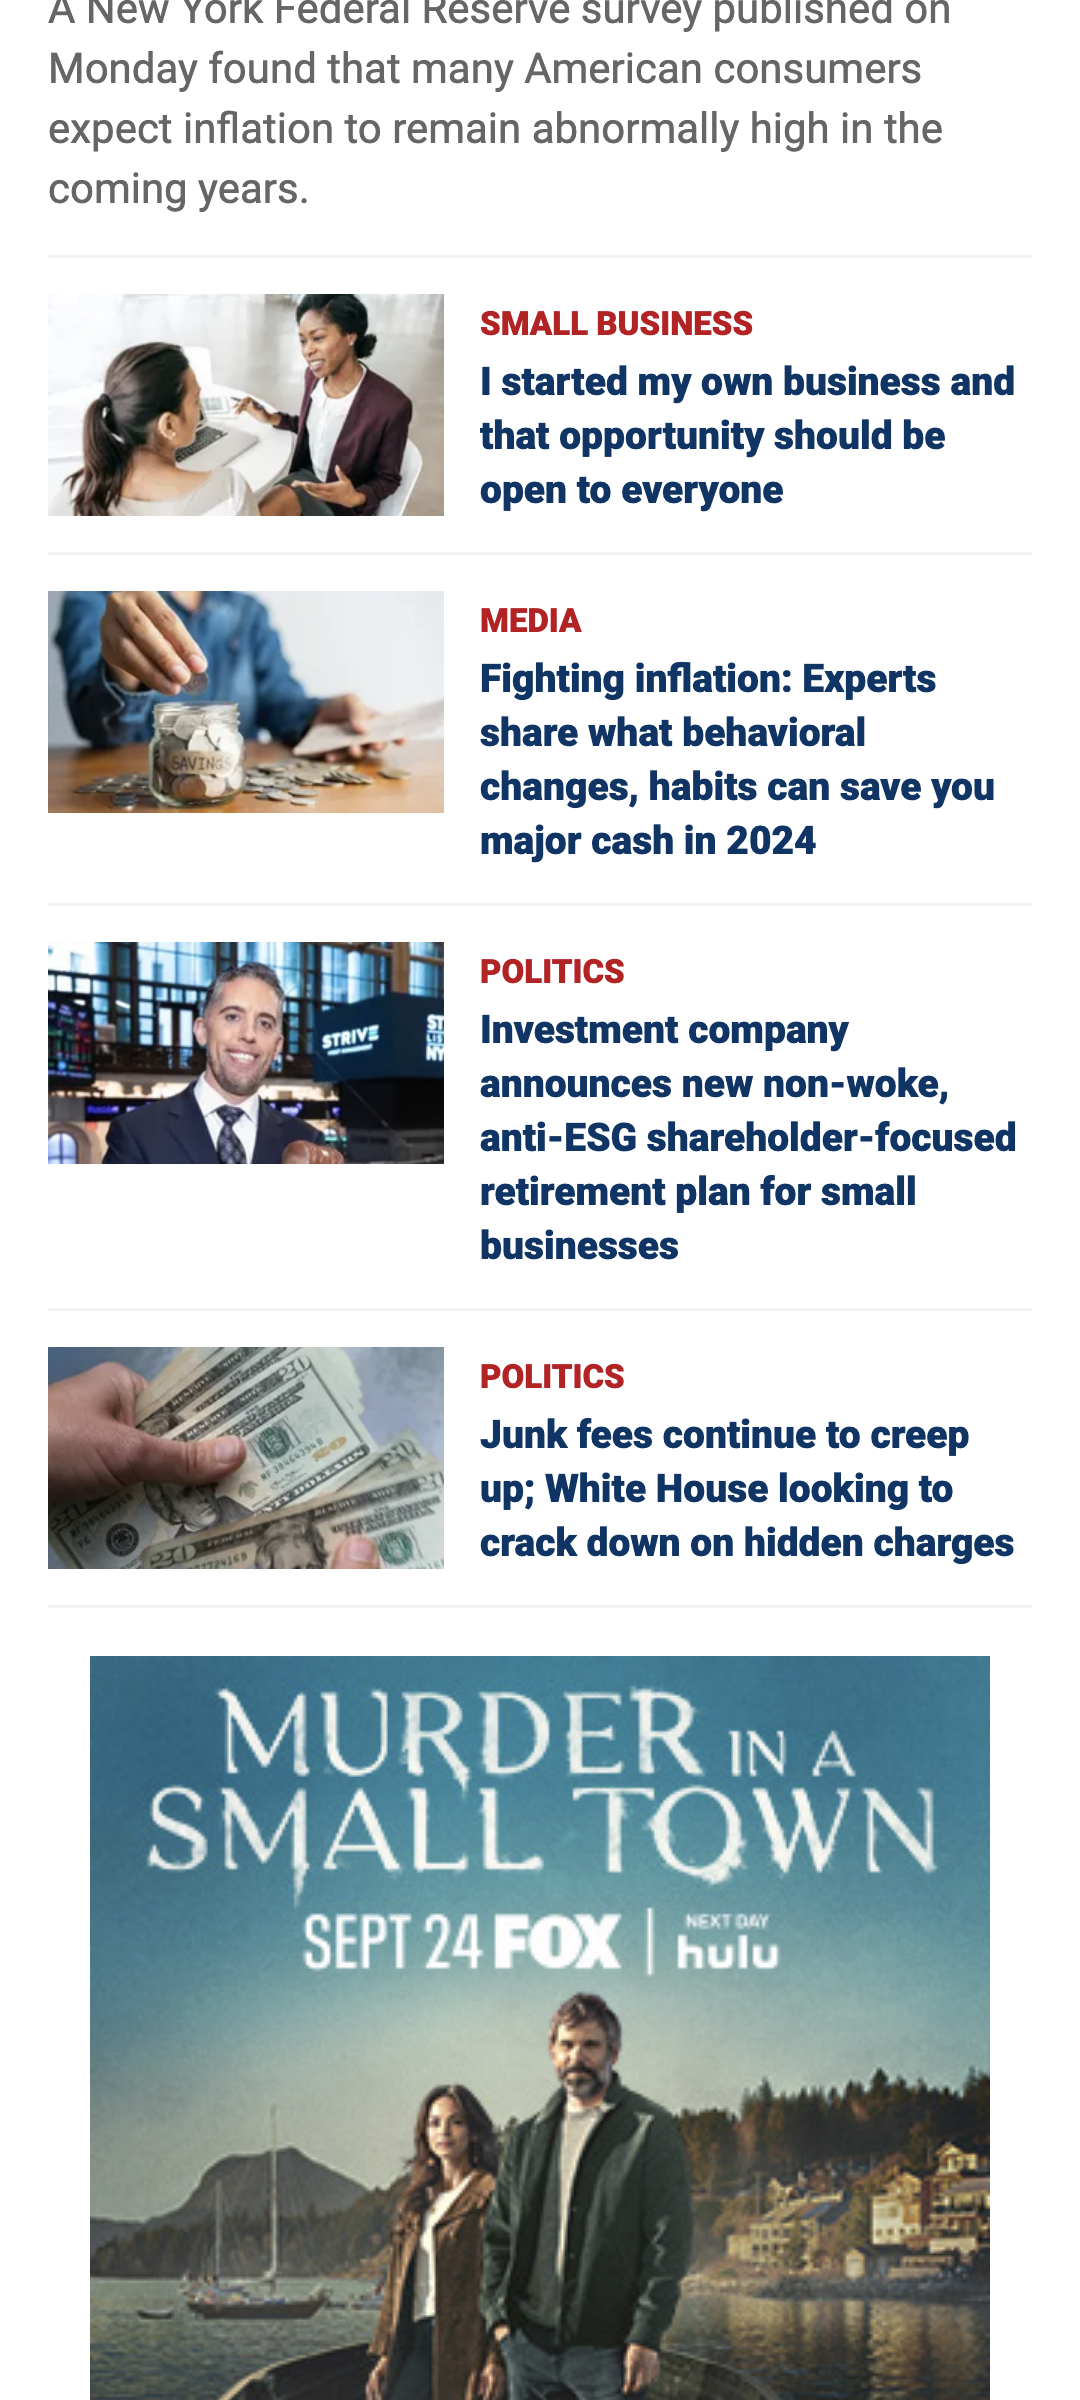 A New York Federal Reserve survey published on
Monday found that many American consumers
expect inflation to remain abnormally high in the
coming years.
SMALL BUSINESS
I started my own business and
that opportunity should be
open to everyone
SAVINGS
MEDIA
Fighting inflation: Experts
share what behavioral
changes, habits can save you
major cash in 2024
STRIVE
POLITICS
Investment company
announces new non-woke,
anti-ESG shareholder-focused
retirement plan for small
businesses
20
POLITICS
Junk fees continue to creep
up; White House looking to
crack down on hidden charges
MURDER IN A
SMALL TOWN
SEPT 24 FOX | NEXT DAY hulu